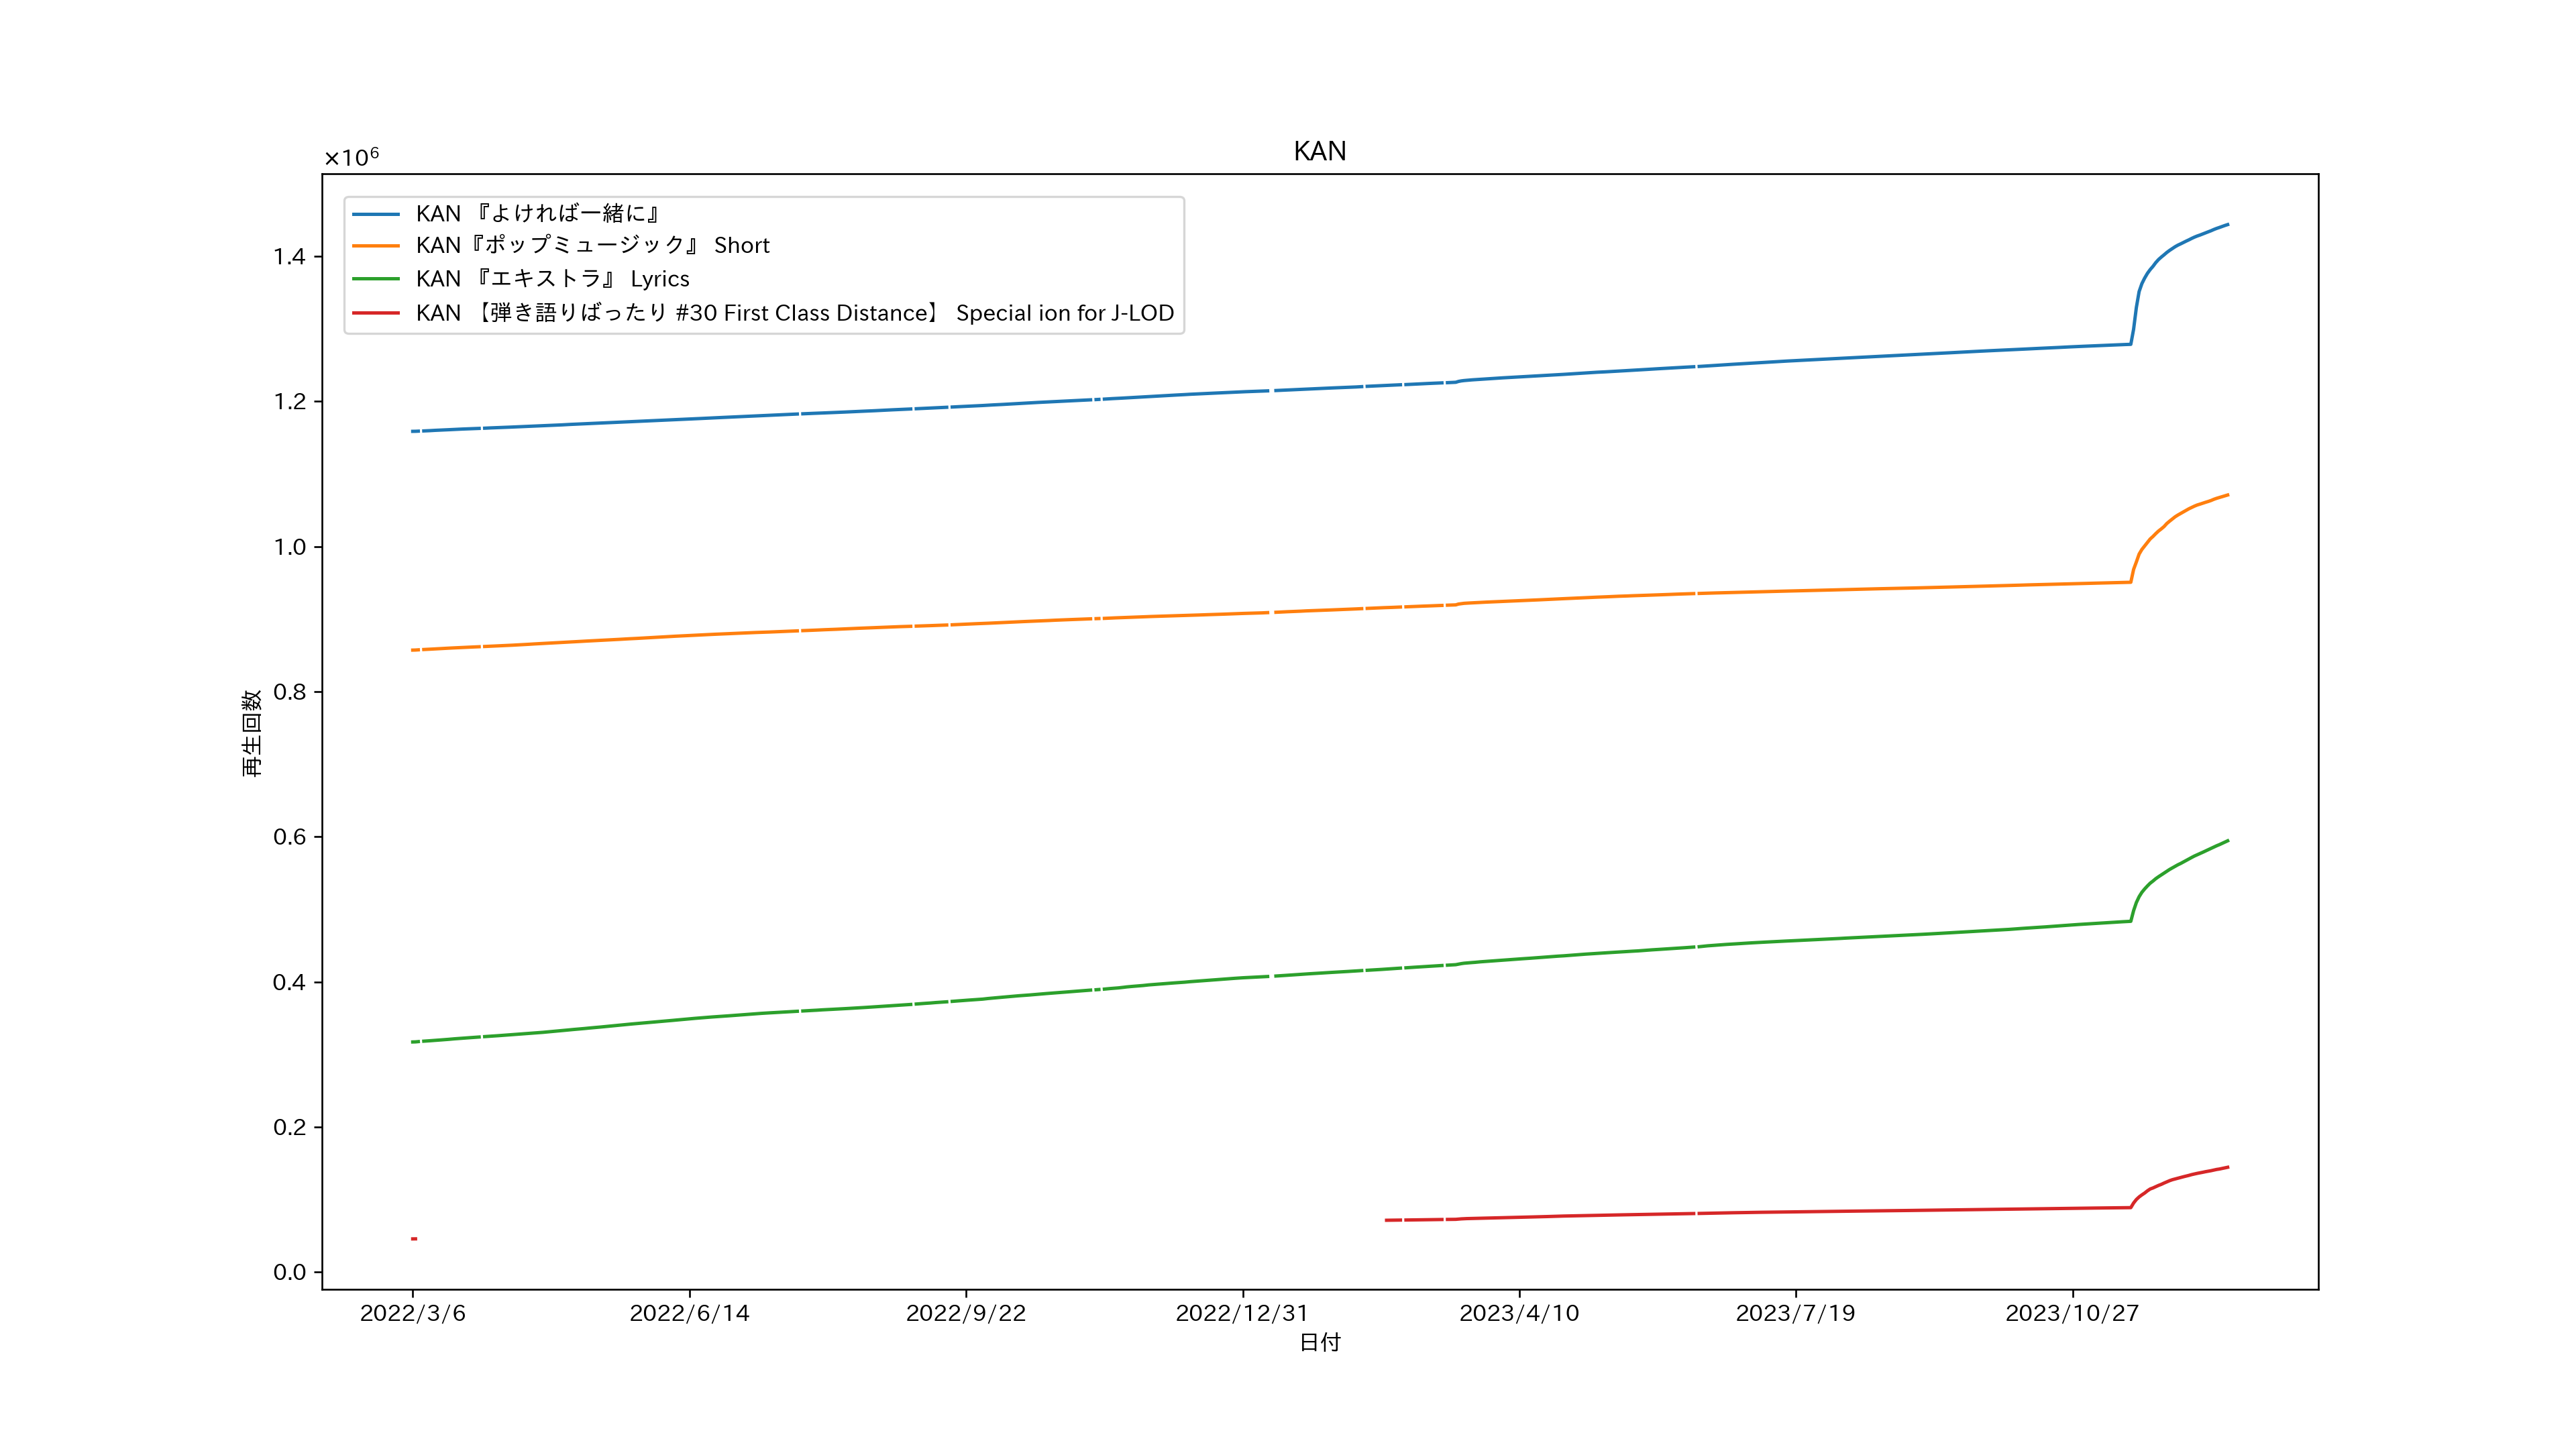 KAN
×10⁶
KAN 『よければ一緒に』
KAN『ポップミュージック』 Short
KAN 『エキストラ』 Lyrics
KAN 【弾き語りばったり #30 First Class Distance】 Special ion for J-LOD
1.4
1.2
1.0
0.8
0.6
0.4
0.2
0.0
再生回数
2022/3/6 2022/6/14 2022/9/22 2022/12/31 2023/4/10 2023/7/19 2023/10/27
日付